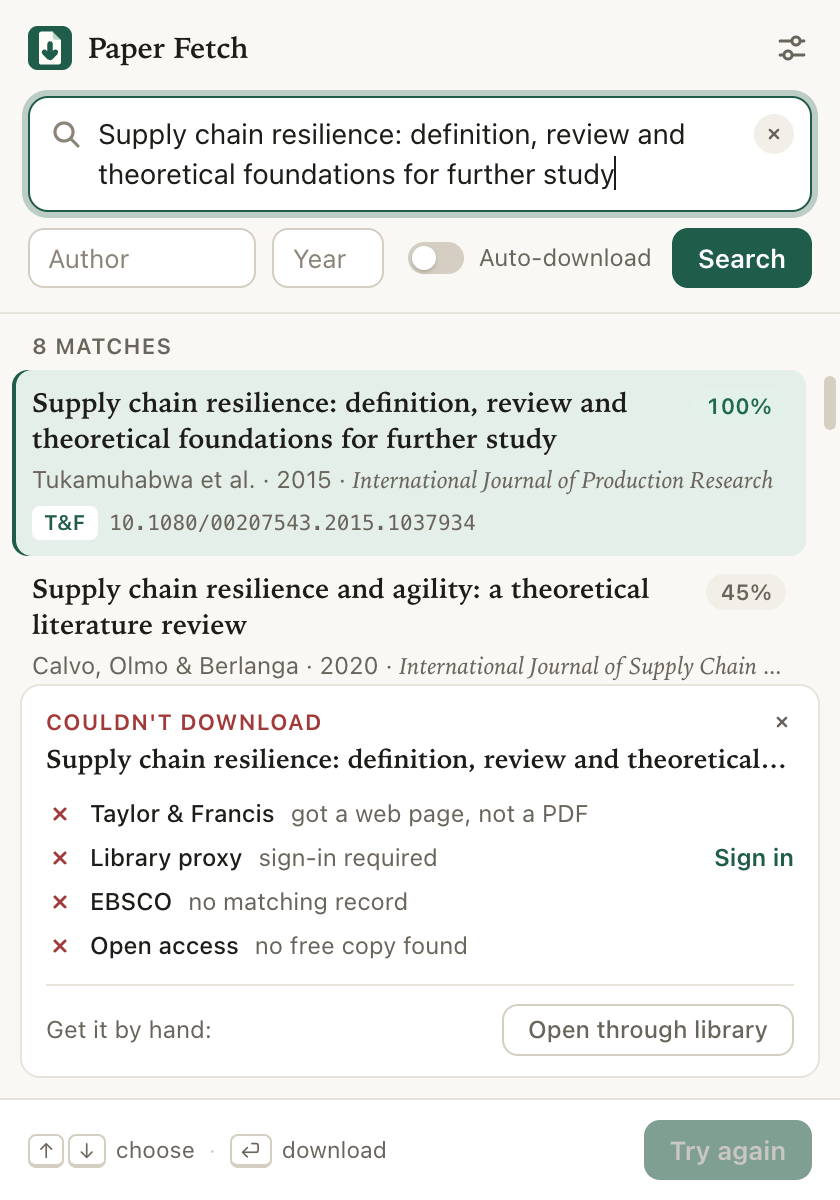 Paper Fetch
Supply chain resilience: definition, review and
theoretical foundations for further study
Author
Year
Auto-download
Search
8 MATCHES
Supply chain resilience: definition, review and
theoretical foundations for further study
100%
Tukamuhabwa et al. · 2015 · International Journal of Production Research
T&F 10.1080/00207543.2015.1037934
Supply chain resilience and agility: a theoretical
literature review
45%
Calvo, Olmo & Berlanga · 2020 · International Journal of Supply Chain ...
COULDN'T DOWNLOAD
Supply chain resilience: definition, review and theoretical...
Taylor & Francis got a web page, not a PDF
Library proxy sign-in required
Sign in
EBSCO no matching record
Open access no free copy found
Get it by hand:
Open through library
↑ ↓ choose · ↵ download
Try again